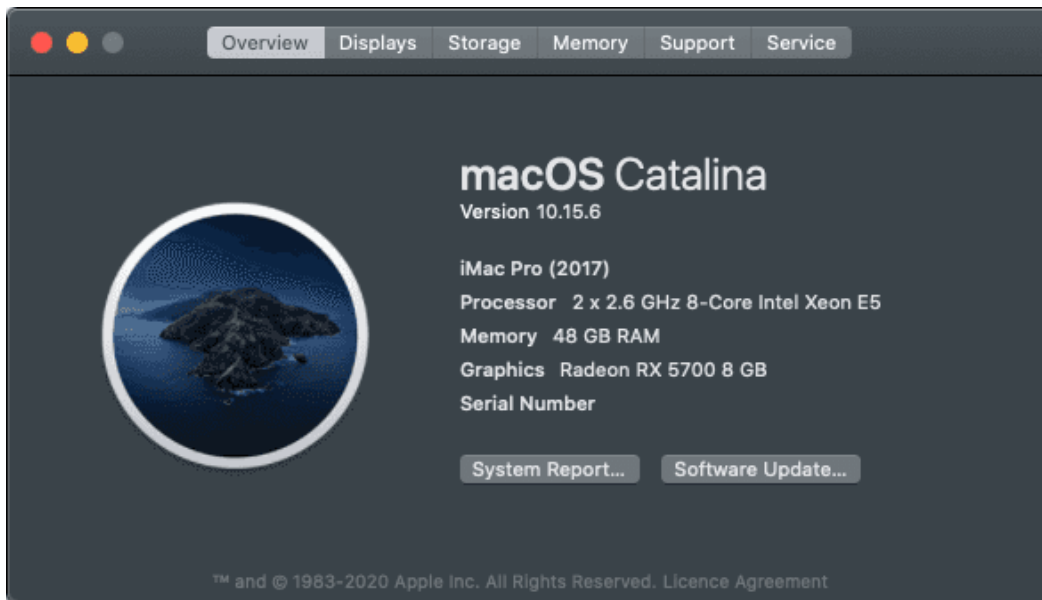 Overview Displays Storage Memory Support Service
macOS Catalina
Version 10.15.6
iMac Pro (2017)
Processor 2 x 2.6 GHz 8-Core Intel Xeon E5
Memory 48 GB RAM
Graphics Radeon RX 5700 8 GB
Serial Number
System Report... Software Update...
™ and © 1983-2020 Apple Inc. All Rights Reserved. Licence Agreement